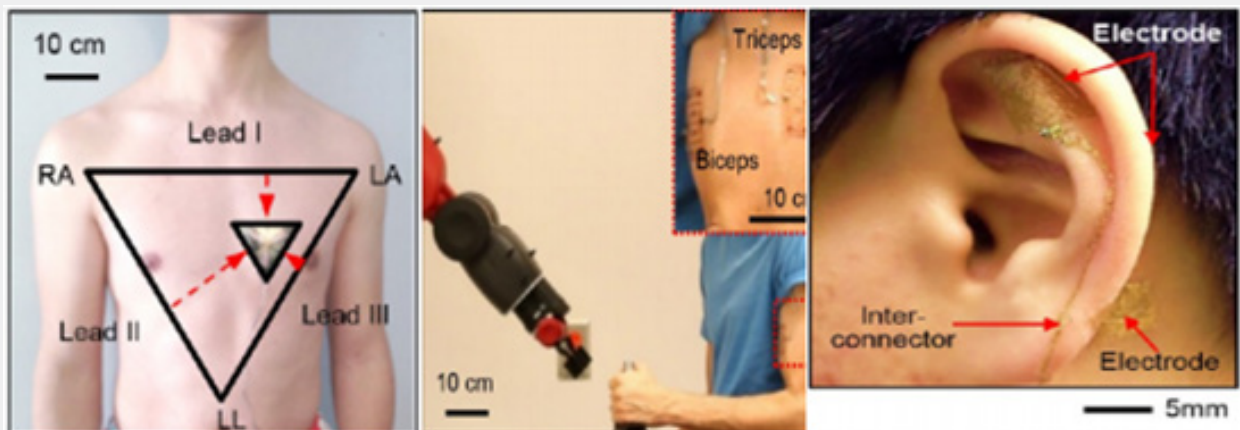 10 cm
Lead I
RA
LA
Lead II
Lead III
LL
Triceps
Biceps
10 c
10 cm
Electrode
Inter-
connector
Electrode
5mm